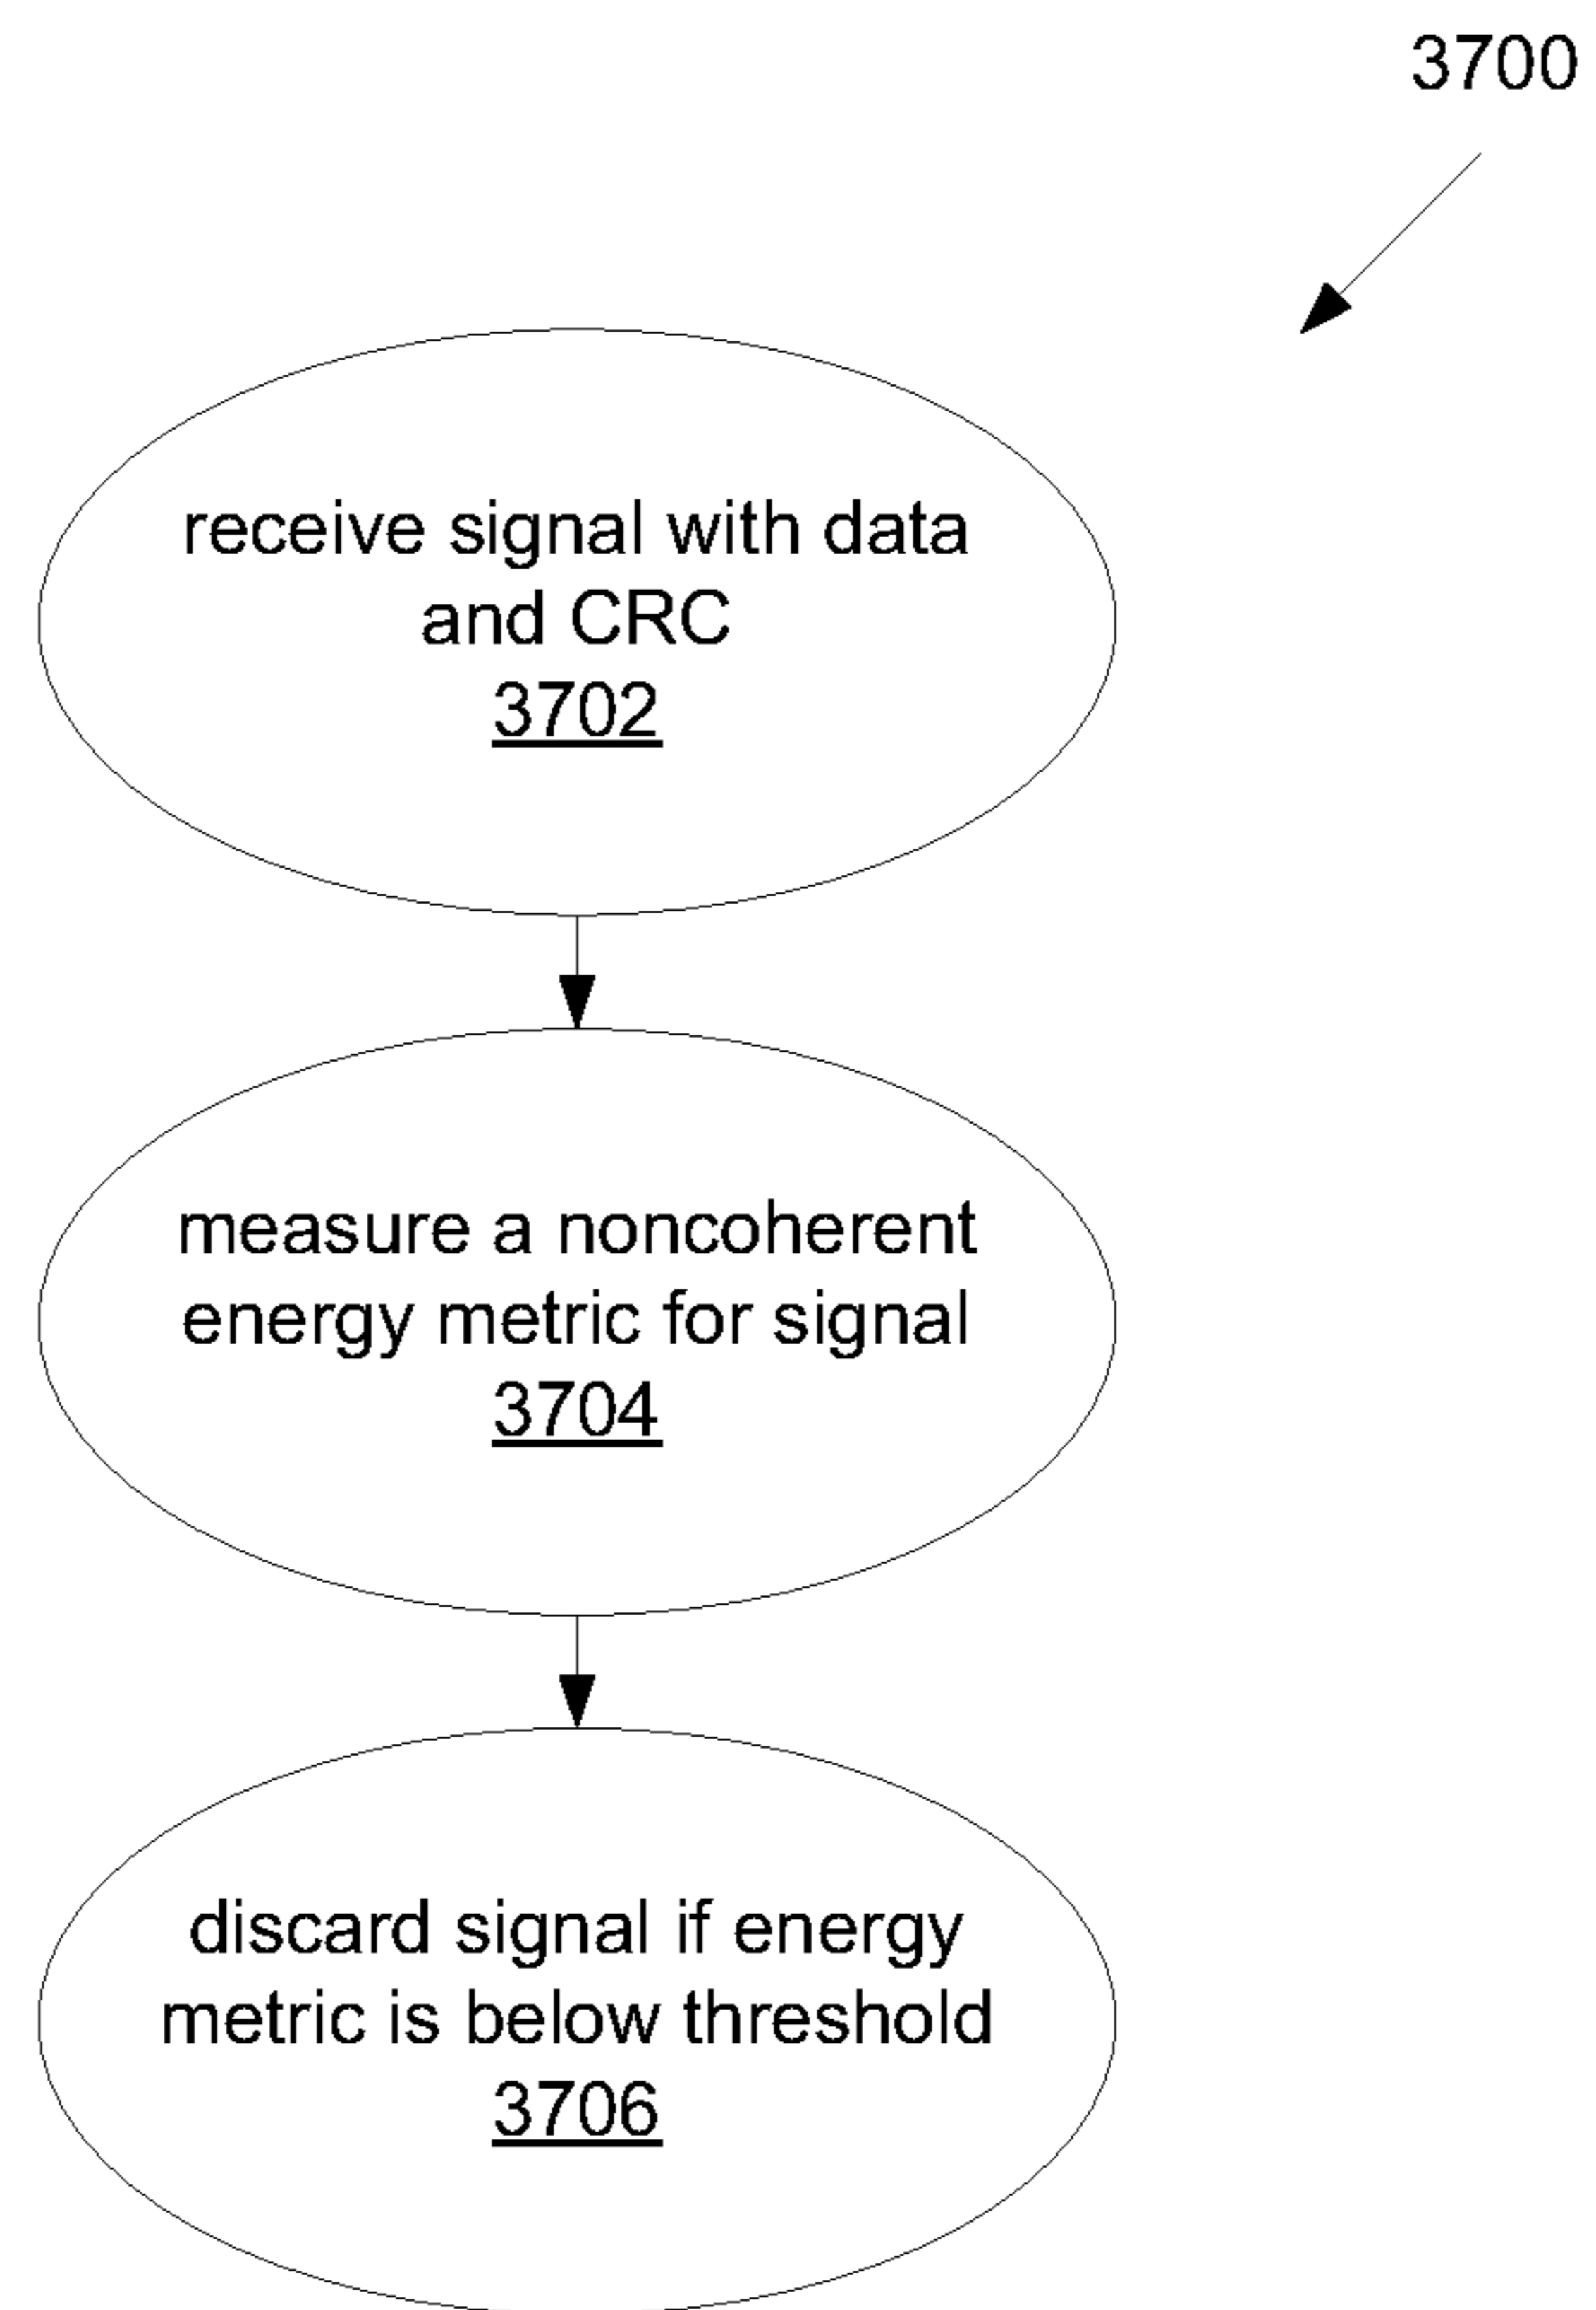 3700
receive signal with data
and CRC
3702
measure a noncoherent
energy metric for signal
3704
discard signal if energy
metric is below threshold
3706